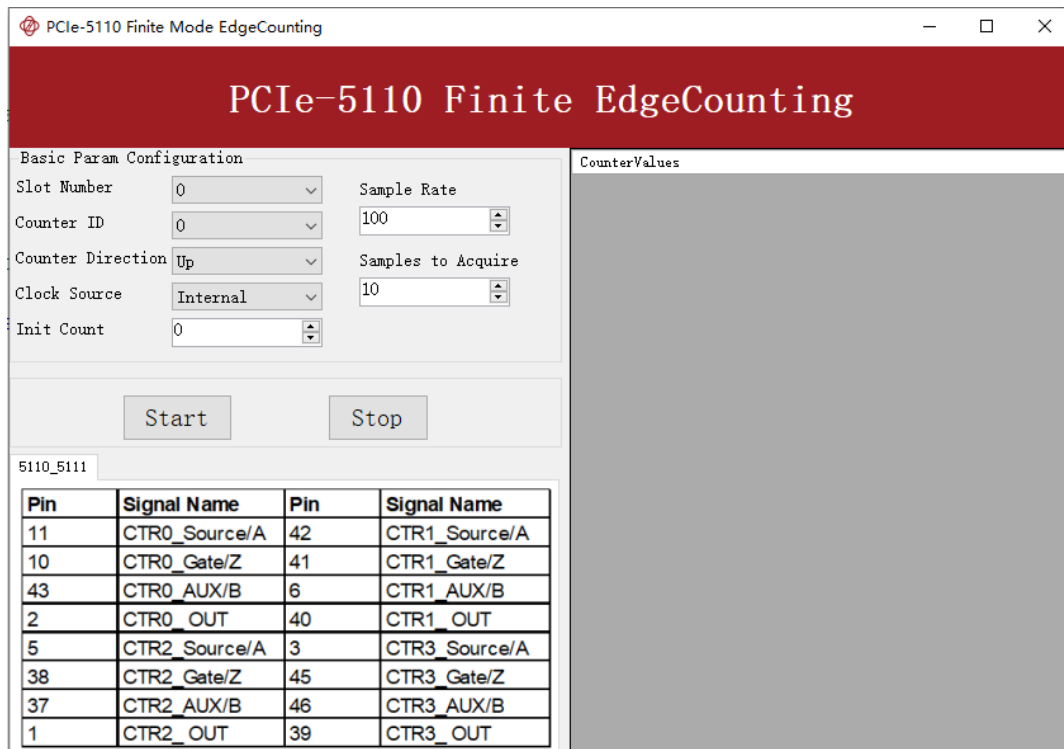 PCIe-5110 Finite Mode EdgeCounting
PCIe-5110 Finite EdgeCounting
Basic Param Configuration
Slot Number 0
Counter ID 0
Counter Direction Up
Clock Source Internal
Init Count 0
Sample Rate
100
Samples to Acquire
10
Start Stop
5110_5111
Pin Signal Name Pin Signal Name
11 CTR0_Source/A 42 CTR1_Source/A
10 CTR0_Gate/Z 41 CTR1_Gate/Z
43 CTR0_AUX/B 6 CTR1_AUX/B
2 CTR0_ OUT 40 CTR1_ OUT
5 CTR2_Source/A 3 CTR3_Source/A
38 CTR2_Gate/Z 45 CTR3_Gate/Z
37 CTR2_AUX/B 46 CTR3_AUX/B
1 CTR2_ OUT 39 CTR3_ OUT
CounterValues